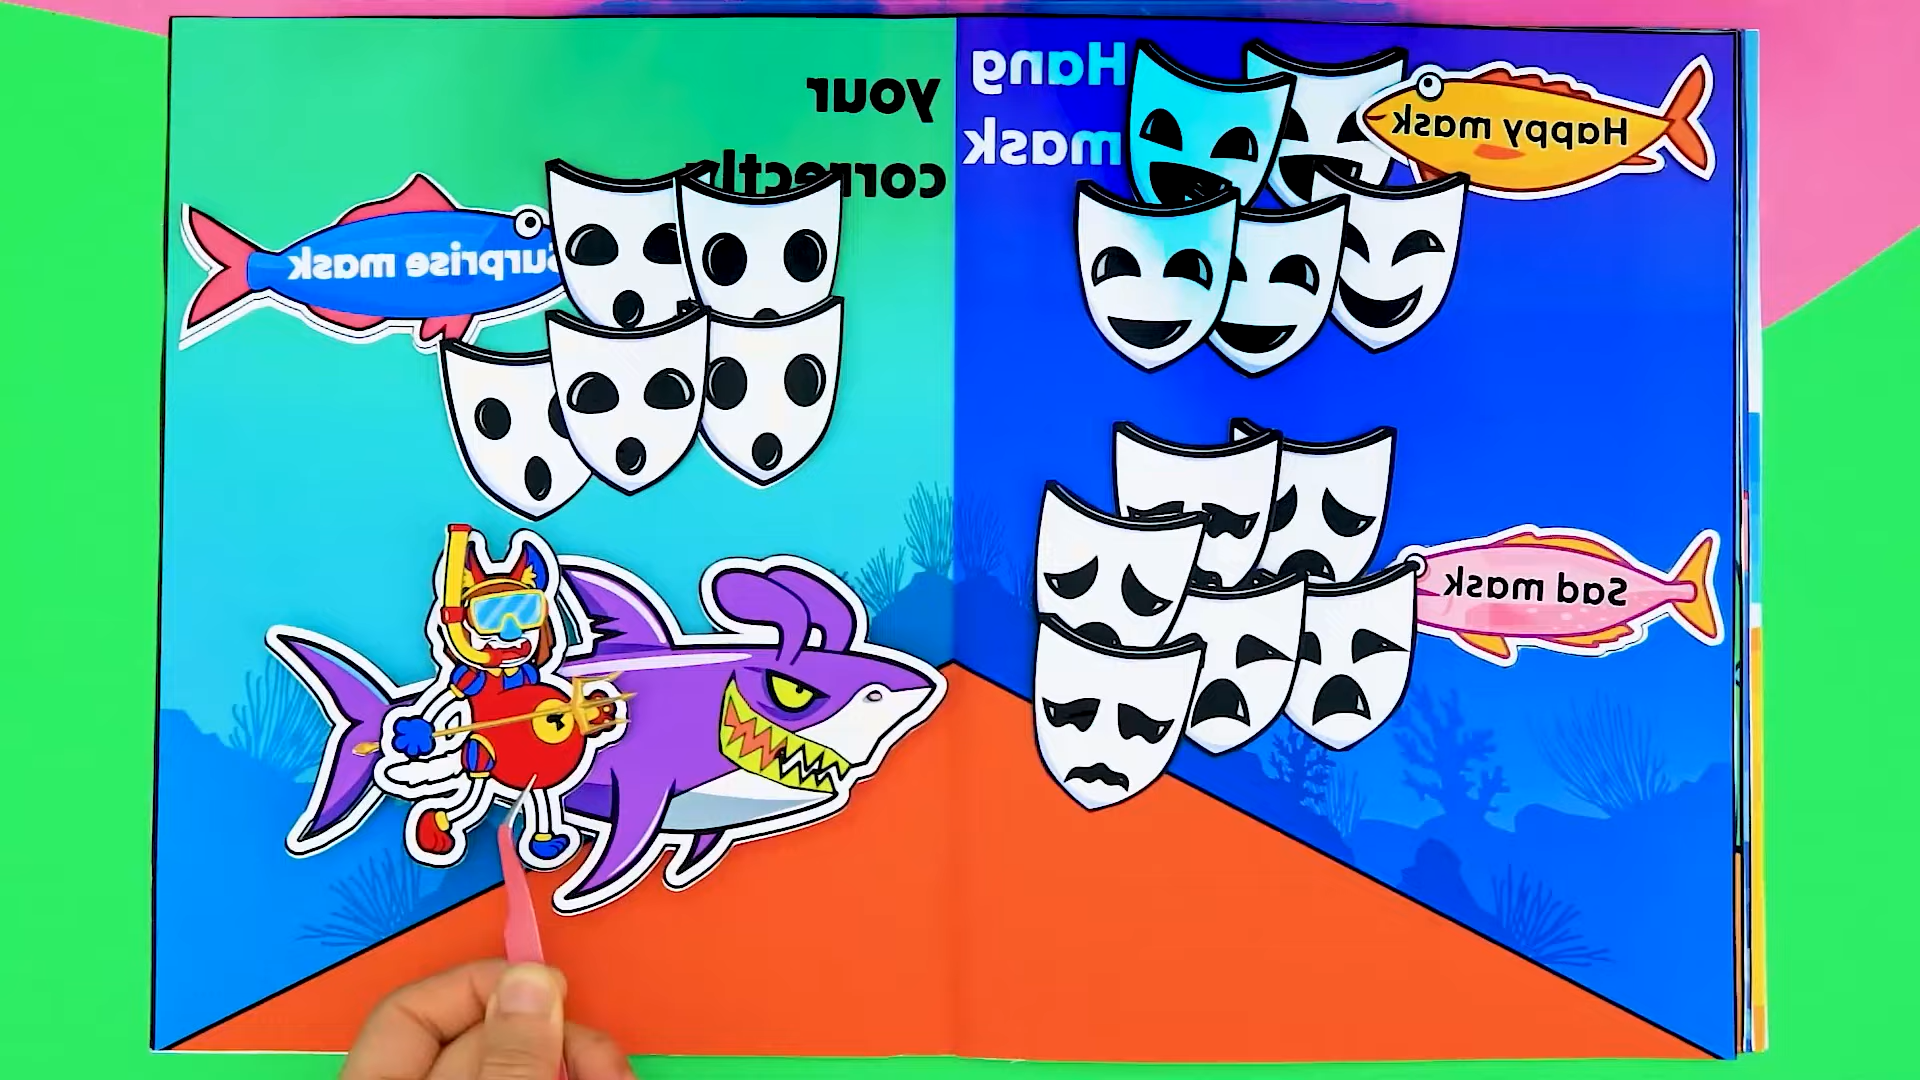 Hang your
mask correctly
Happy mask
Surprise mask
Sad mask